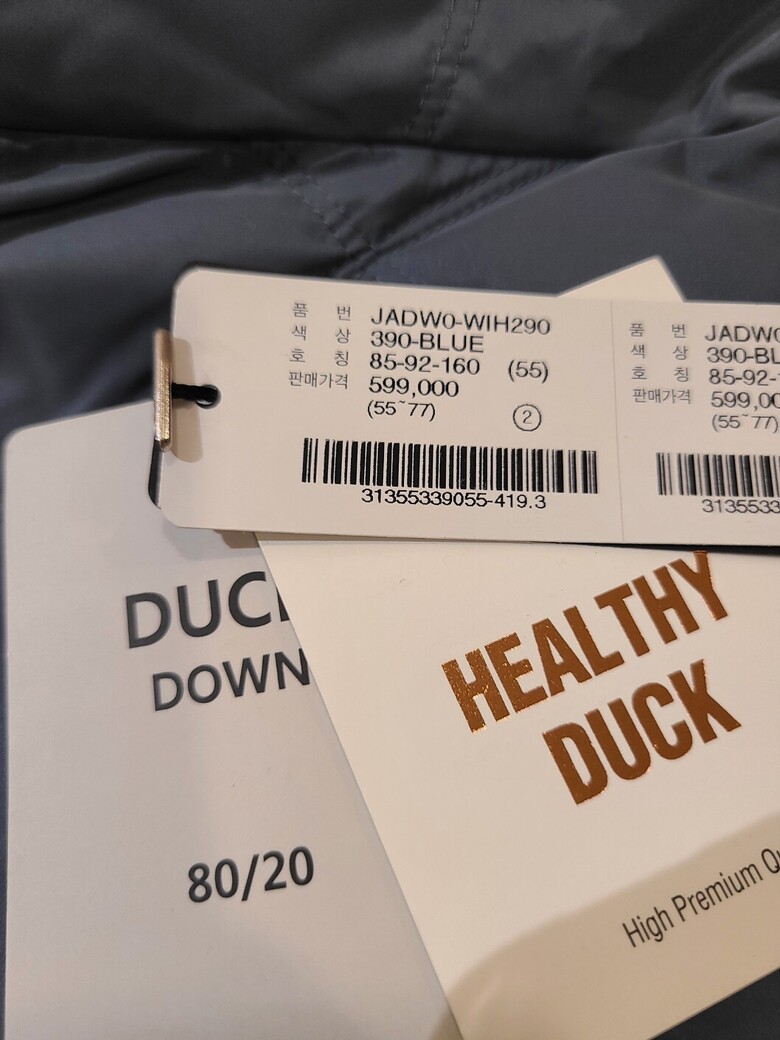 품 번 JADW0-WIH290
색 상 390-BLUE
호 칭 85-92-160 (55)
판매가격 599,000
(55~77) 2
31355339055-419.3
품 번 JADW0
색 상 390-BL
호 칭 85-92-
판매가격 599,00
(55~77)
3135533
DUCK
DOWN
80/20
HEALTHY
DUCK
High Premium